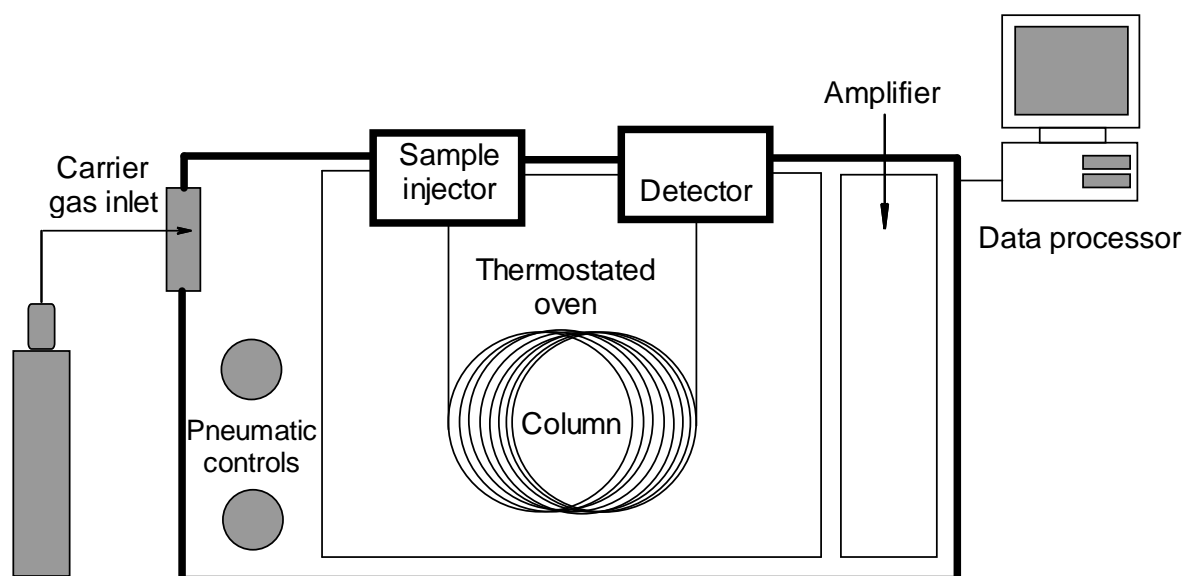 Amplifier
Carrier
gas inlet
Sample
injector
Detector
Data processor
Thermostated
oven
Column
Pneumatic
controls